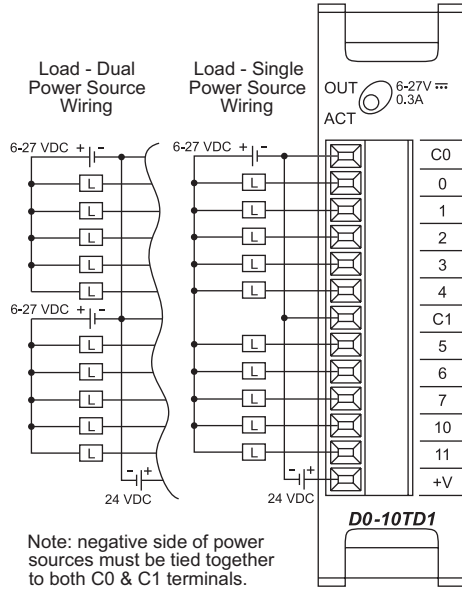 Load - Dual
Power Source
Wiring
Load - Single
Power Source
Wiring
OUT
6-27V
0.3A
ACT
6-27 VDC + -
L
L
L
L
L
6-27 VDC + -
L
L
L
L
L
- +
24 VDC
6-27 VDC + -
L
L
L
L
L
L
L
L
L
L
- +
24 VDC
C0
0
1
2
3
4
C1
5
6
7
10
11
+V
D0-10TD1
Note: negative side of power
sources must be tied together
to both C0 & C1 terminals.